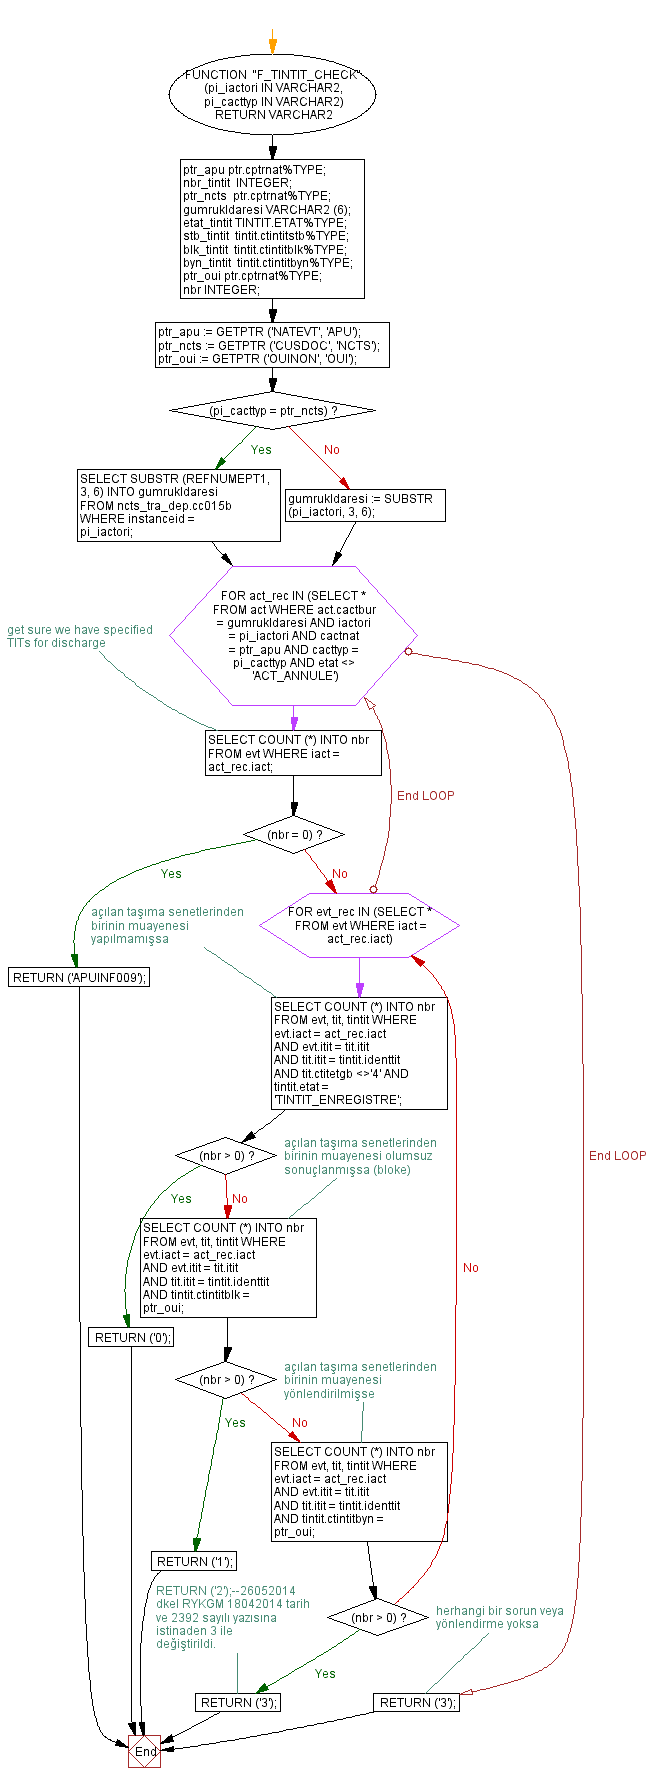 FUNCTION "F_TINTIT_CHECK"
(pi_iactori IN VARCHAR2,
pi_cacttyp IN VARCHAR2)
RETURN VARCHAR2
ptr_apu ptr.cptrnat%TYPE;
nbr_tintit INTEGER;
ptr_ncts ptr.cptrnat%TYPE;
gumrukIdaresi VARCHAR2 (6);
etat_tintit TINTIT.ETAT%TYPE;
stb_tintit tintit.ctintitstb%TYPE;
blk_tintit tintit.ctintitblk%TYPE;
byn_tintit tintit.ctintitbyn%TYPE;
ptr_oui ptr.cptrnat%TYPE;
nbr INTEGER;
ptr_apu := GETPTR ('NATEVT', 'APU');
ptr_ncts := GETPTR ('CUSDOC', 'NCTS');
ptr_oui := GETPTR ('OUINON', 'OUI');
(pi_cacttyp = ptr_ncts) ?
Yes
No
SELECT SUBSTR (REFNUMEPT1,
3, 6) INTO gumrukIdaresi
FROM ncts_tra_dep.cc015b
WHERE instanceid =
pi_iactori;
gumrukIdaresi := SUBSTR
(pi_iactori, 3, 6);
FOR act_rec IN (SELECT *
FROM act WHERE act.cactbur
= gumrukIdaresi AND iactori
= pi_iactori AND cactnat
= ptr_apu AND cacttyp =
pi_cacttyp AND etat <>
'ACT_ANNULE')
get sure we have specified
TITs for discharge
SELECT COUNT (*) INTO nbr
FROM evt WHERE iact =
act_rec.iact;
End LOOP
(nbr = 0) ?
Yes
No
açılan taşıma senetlerinden
birinin muayenesi
yapılmamışsa
FOR evt_rec IN (SELECT *
FROM evt WHERE iact =
act_rec.iact)
RETURN ('APUINF009');
SELECT COUNT (*) INTO nbr
FROM evt, tit, tintit WHERE
evt.iact = act_rec.iact
AND evt.itit = tit.itit
AND tit.itit = tintit.identtit
AND tit.ctitetgb <>'4' AND
tintit.etat =
'TINTIT_ENREGISTRE';
(nbr > 0) ?
açılan taşıma senetlerinden
birinin muayenesi olumsuz
sonuçlanmışsa (bloke)
End LOOP
Yes
No
SELECT COUNT (*) INTO nbr
FROM evt, tit, tintit WHERE
evt.iact = act_rec.iact
AND evt.itit = tit.itit
AND tit.itit = tintit.identtit
AND tintit.ctintitblk =
ptr_oui;
No
RETURN ('0');
(nbr > 0) ?
açılan taşıma senetlerinden
birinin muayenesi
yönlendirilmişse
Yes
No
SELECT COUNT (*) INTO nbr
FROM evt, tit, tintit WHERE
evt.iact = act_rec.iact
AND evt.itit = tit.itit
AND tit.itit = tintit.identtit
AND tintit.ctintitbyn =
ptr_oui;
RETURN ('1');
RETURN ('2');--26052014
dkel RYKGM 18042014 tarih
ve 2392 sayılı yazısına
istinaden 3 ile
değiştirildi.
(nbr > 0) ?
herhangi bir sorun veya
yönlendirme yoksa
Yes
RETURN ('3');
RETURN ('3');
End